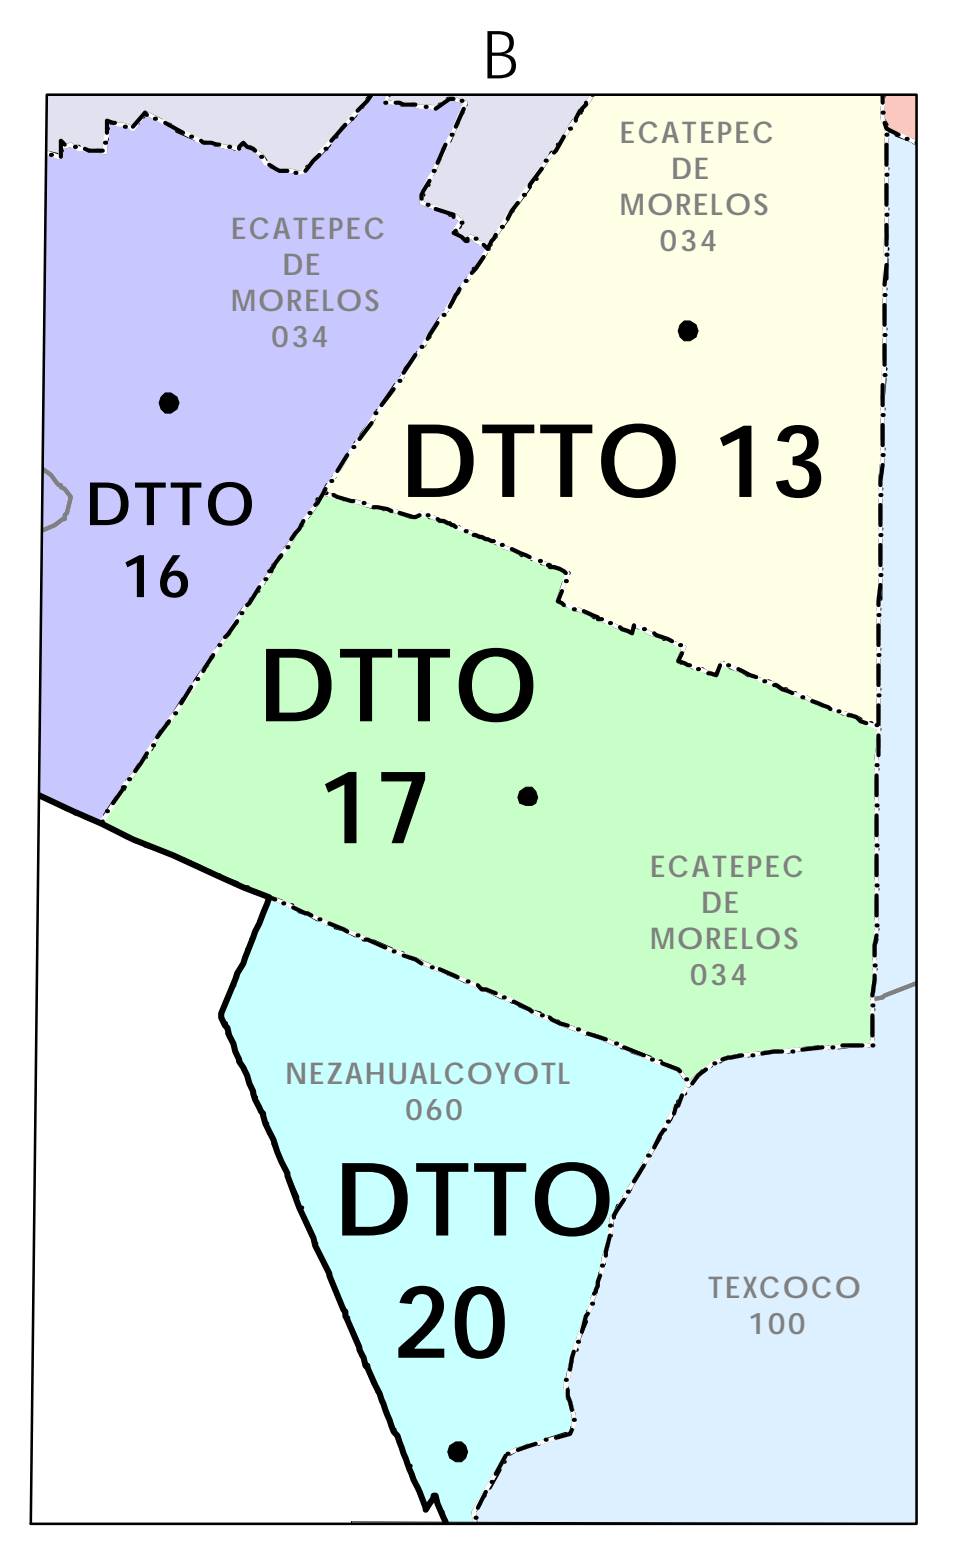 B
ECATEPEC
DE
MORELOS
034
ECATEPEC
DE
MORELOS
034
DTTO 13
DTTO
16
DTTO
17
ECATEPEC
DE
MORELOS
034
NEZAHUALCOYOTL
060
DTTO
20
TEXCOCO
100